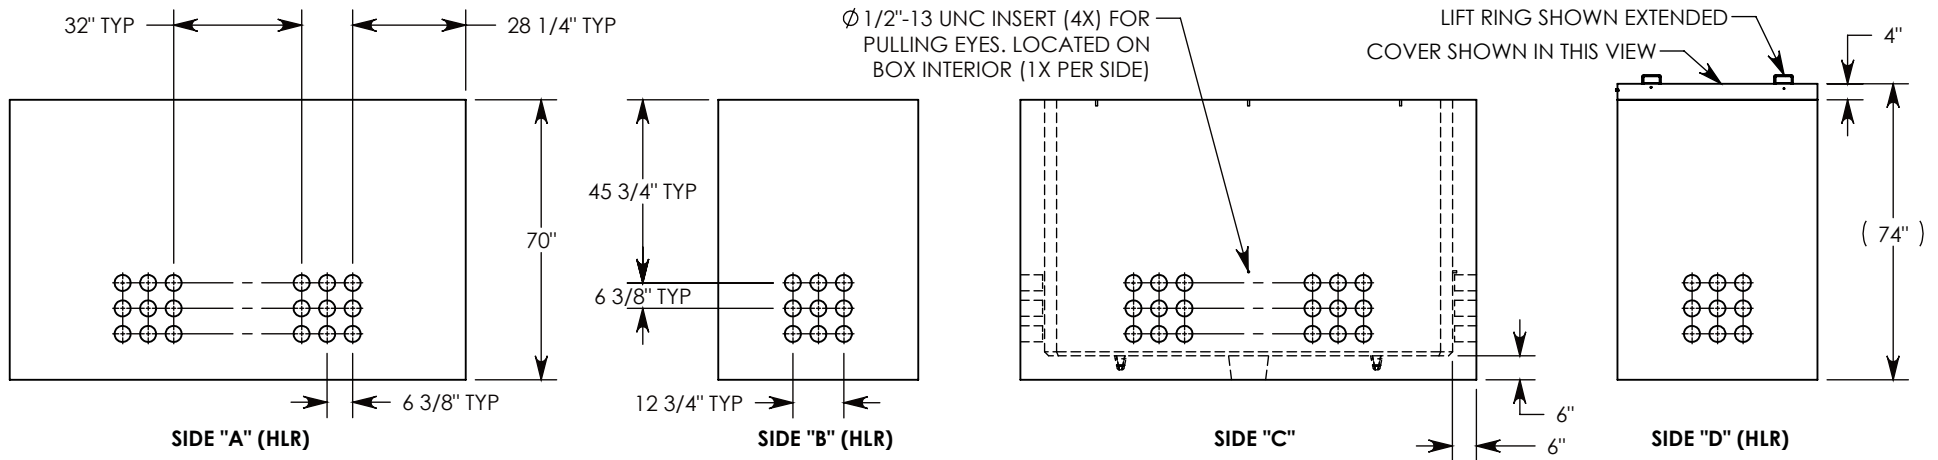 32" TYP
28 1/4" TYP
70"
6 3/8" TYP
SIDE "A" (HLR)
45 3/4" TYP
6 3/8" TYP
12 3/4" TYP
SIDE "B" (HLR)
Ø 1/2"-13 UNC INSERT (4X) FOR
PULLING EYES. LOCATED ON
BOX INTERIOR (1X PER SIDE)
6"
6"
SIDE "C"
LIFT RING SHOWN EXTENDED
COVER SHOWN IN THIS VIEW
4"
( 74" )
SIDE "D" (HLR)